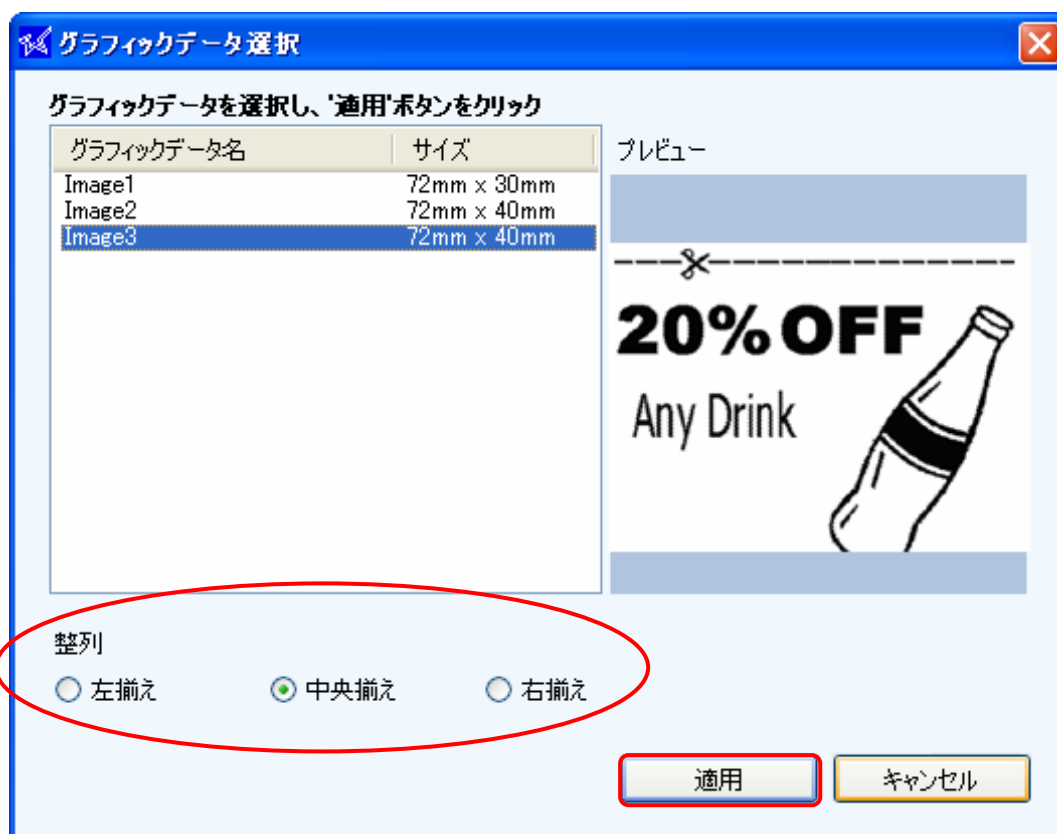 グラフィックデータ選択
グラフィックデータを選択し、'適用'ボタンをクリック
グラフィックデータ名 サイズ プレビュー
Image1 72mm x 30mm
Image2 72mm x 40mm
Image3 72mm x 40mm
20% OFF
Any Drink
整列
左揃え 中央揃え 右揃え
適用 キャンセル